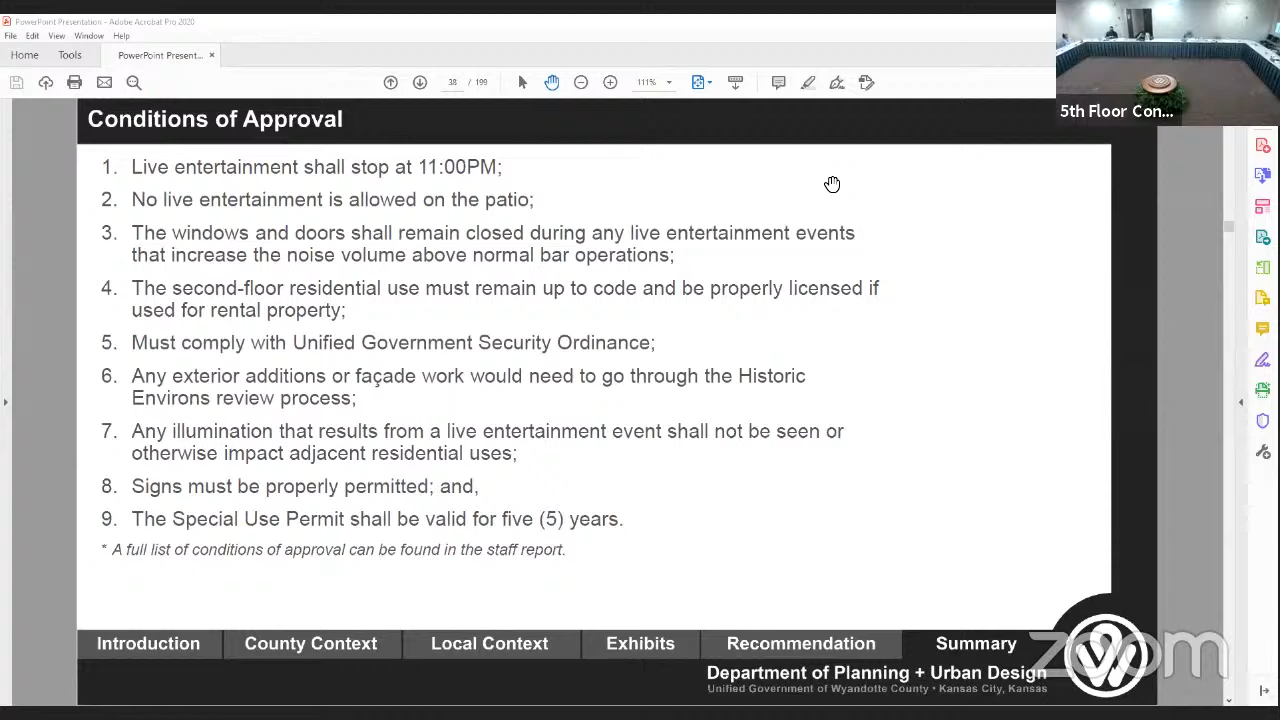 PowerPoint Presentation - Adobe Acrobat Pro 2020
File Edit View Window Help
Home Tools PowerPoint Present... ×
38 / 199 111%
5th Floor Con...
Conditions of Approval
1. Live entertainment shall stop at 11:00PM;
2. No live entertainment is allowed on the patio;
3. The windows and doors shall remain closed during any live entertainment events
that increase the noise volume above normal bar operations;
4. The second-floor residential use must remain up to code and be properly licensed if
used for rental property;
5. Must comply with Unified Government Security Ordinance;
6. Any exterior additions or façade work would need to go through the Historic
Environs review process;
7. Any illumination that results from a live entertainment event shall not be seen or
otherwise impact adjacent residential uses;
8. Signs must be properly permitted; and,
9. The Special Use Permit shall be valid for five (5) years.
* A full list of conditions of approval can be found in the staff report.
Introduction County Context Local Context Exhibits Recommendation Summary
zoom
Department of Planning + Urban Design
Unified Government of Wyandotte County • Kansas City, Kansas